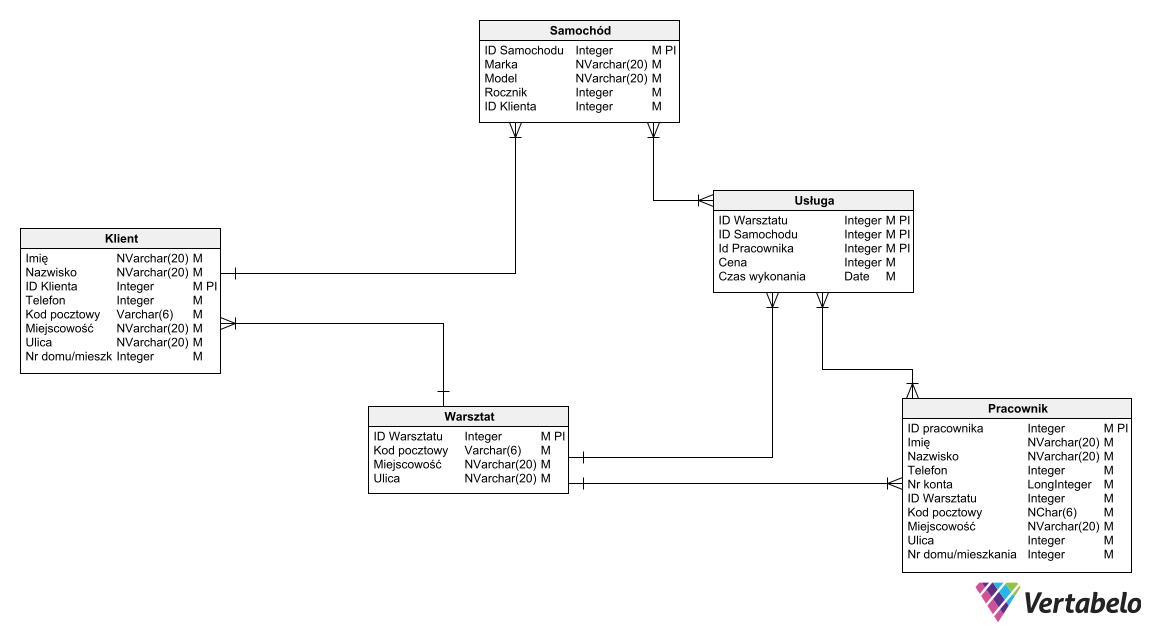 Samochód
ID Samochodu Integer M PI
Marka NVarchar(20) M
Model NVarchar(20) M
Rocznik Integer M
ID Klienta Integer M
Usługa
ID Warsztatu Integer M PI
ID Samochodu Integer M PI
Id Pracownika Integer M PI
Cena Integer M
Czas wykonania Date M
Klient
Imię NVarchar(20) M
Nazwisko NVarchar(20) M
ID Klienta Integer M PI
Telefon Integer M
Kod pocztowy Varchar(6) M
Miejscowość NVarchar(20) M
Ulica NVarchar(20) M
Nr domu/mieszk Integer M
Warsztat
ID Warsztatu Integer M PI
Kod pocztowy Varchar(6) M
Miejscowość NVarchar(20) M
Ulica NVarchar(20) M
Pracownik
ID pracownika Integer M PI
Imię NVarchar(20) M
Nazwisko NVarchar(20) M
Telefon Integer M
Nr konta LongInteger M
ID Warsztatu Integer M
Kod pocztowy NChar(6) M
Miejscowość NVarchar(20) M
Ulica Integer M
Nr domu/mieszkania Integer M
Vertabelo